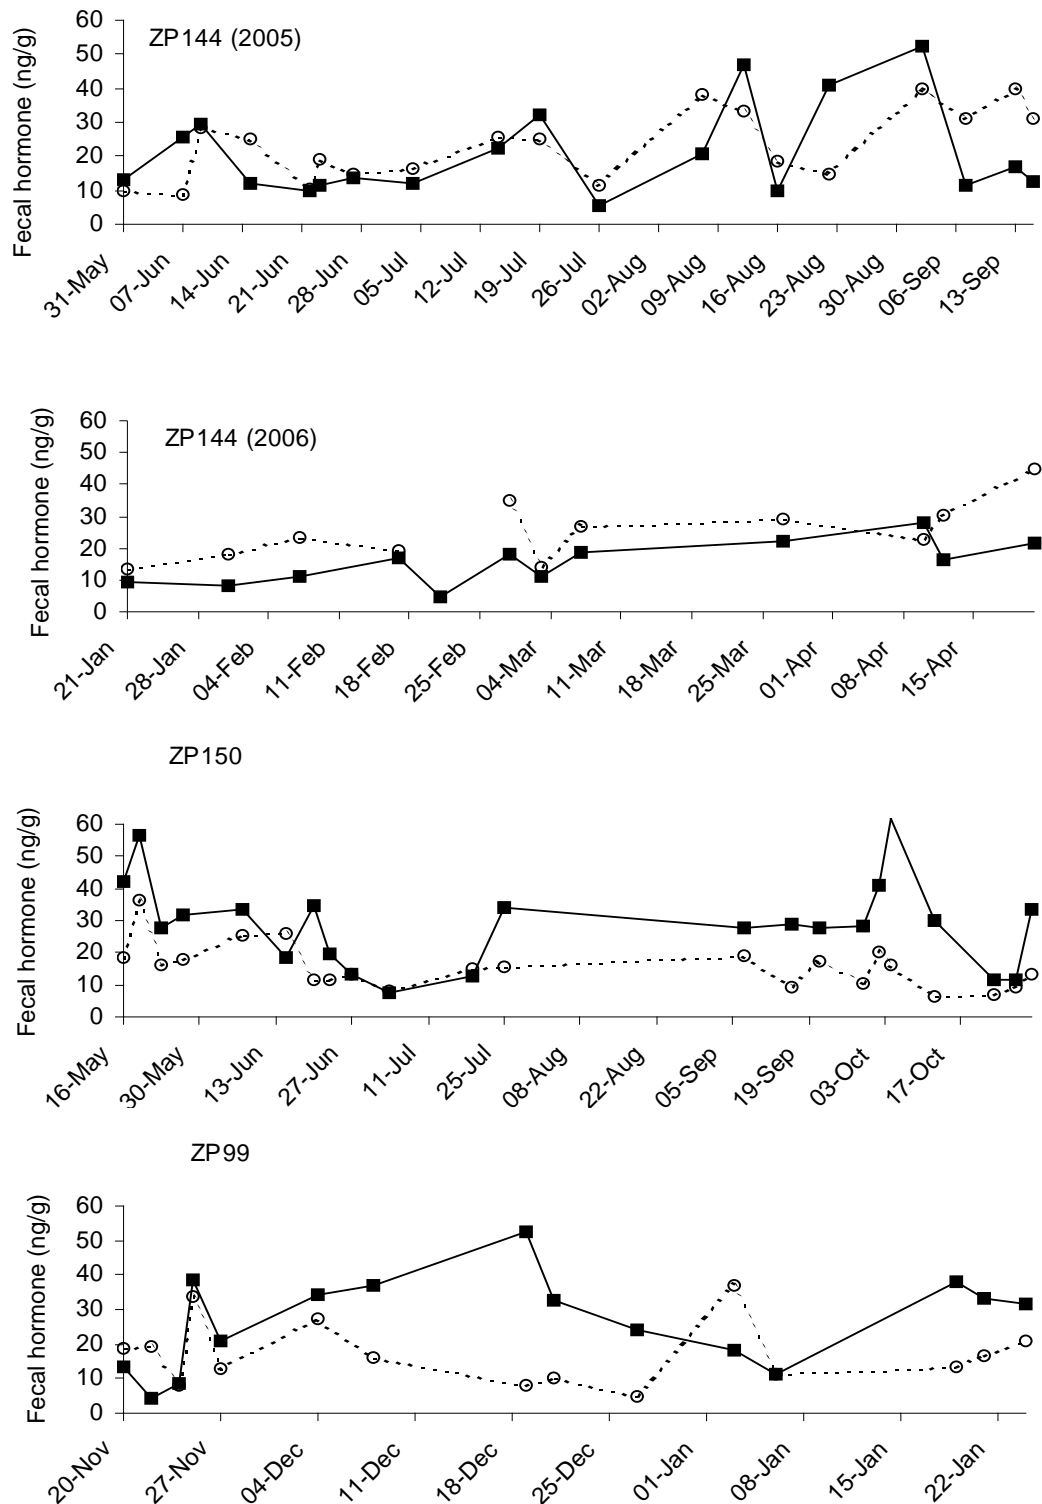 ZP144 (2005)
Fecal hormone (ng/g)
60
50
40
30
20
10
0
31-May 07-Jun 14-Jun 21-Jun 28-Jun 05-Jul 12-Jul 19-Jul 26-Jul 02-Aug 09-Aug 16-Aug 23-Aug 30-Aug 06-Sep 13-Sep
ZP144 (2006)
Fecal hormone (ng/g)
60
50
40
30
20
10
0
21-Jan 28-Jan 04-Feb 11-Feb 18-Feb 25-Feb 04-Mar 11-Mar 18-Mar 25-Mar 01-Apr 08-Apr 15-Apr
ZP150
Fecal hormone (ng/g)
60
50
40
30
20
10
0
16-May 30-May 13-Jun 27-Jun 11-Jul 25-Jul 08-Aug 22-Aug 05-Sep 19-Sep 03-Oct 17-Oct
ZP99
Fecal hormone (ng/g)
60
50
40
30
20
10
0
20-Nov 27-Nov 04-Dec 11-Dec 18-Dec 25-Dec 01-Jan 08-Jan 15-Jan 22-Jan